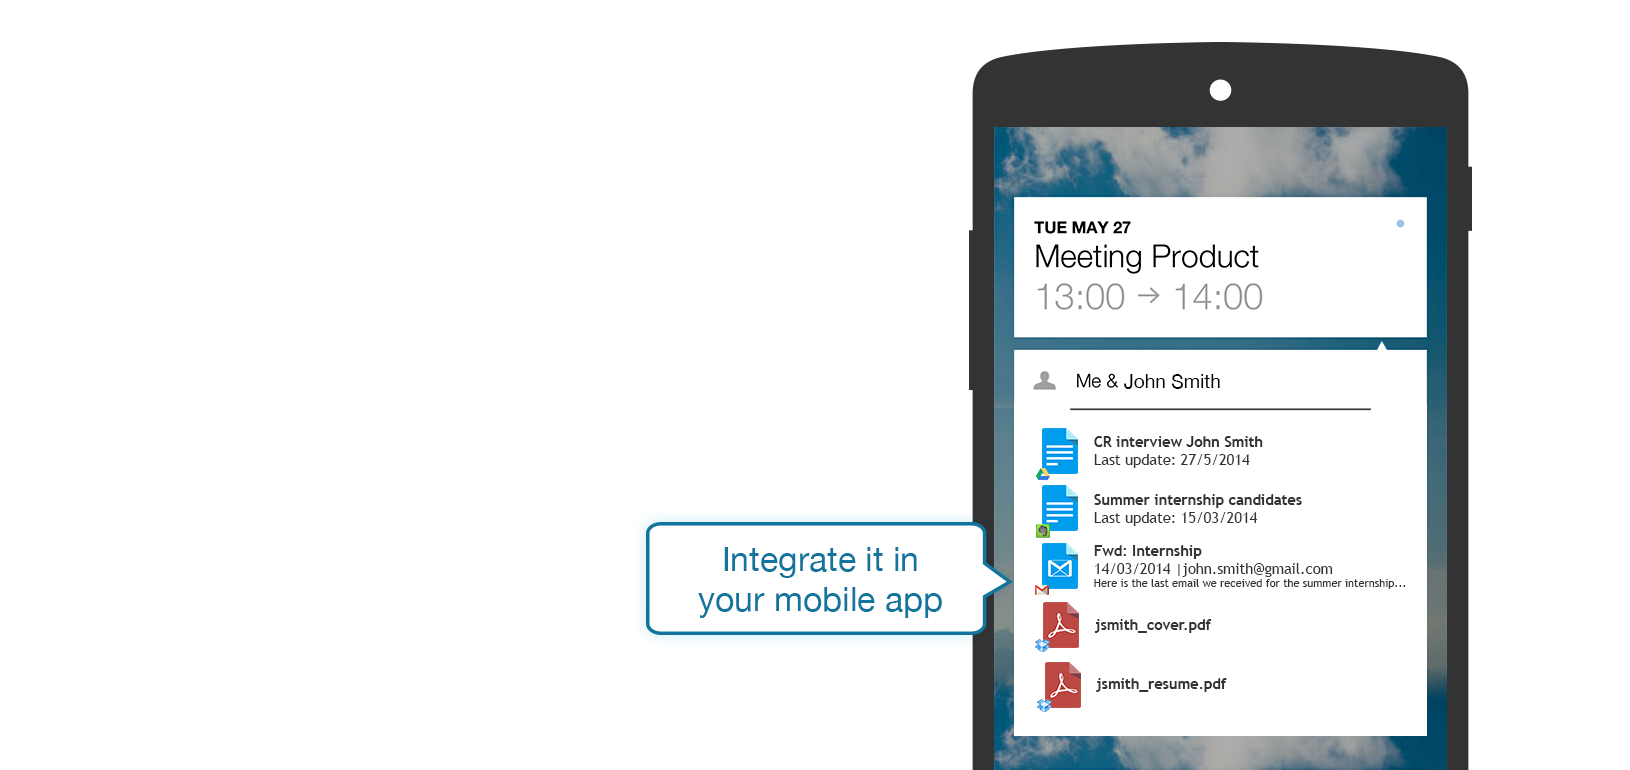 TUE MAY 27
Meeting Product
13:00 → 14:00
Me & John Smith
CR interview John Smith
Last update: 27/5/2014
Summer internship candidates
Last update: 15/03/2014
Fwd: Internship
14/03/2014 |john.smith@gmail.com
Here is the last email we received for the summer internship...
jsmith_cover.pdf
jsmith_resume.pdf
Integrate it in
your mobile app